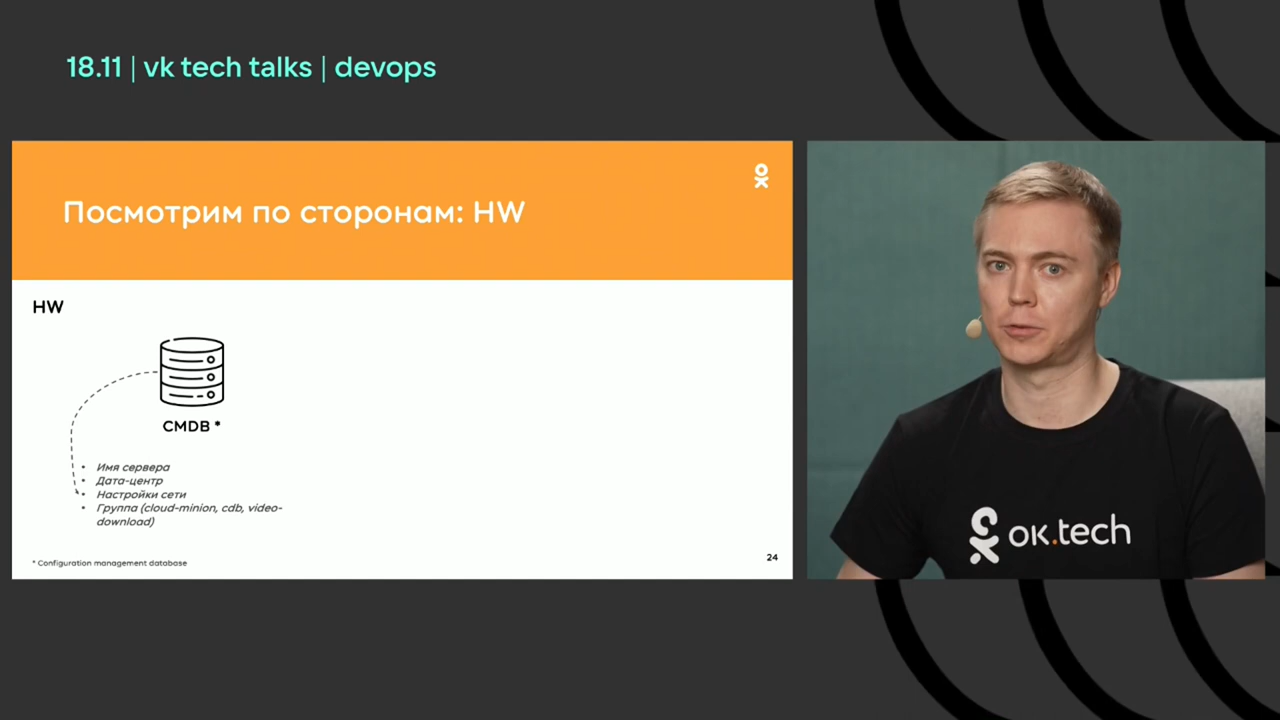 18.11 | vk tech talks | devops
Посмотрим по сторонам: HW
HW
CMDB *
• Имя сервера
• Дата-центр
• Настройки сети
• Группа (cloud-minion, cdb, video-
download)
* Configuration management database
24
ок.tech